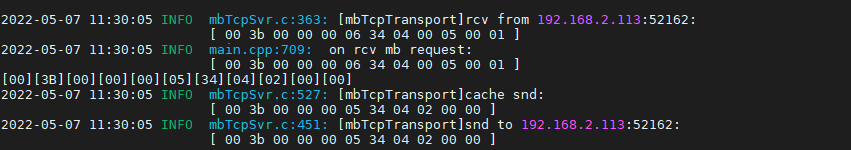 2022-05-07 11:30:05 INFO  mbTcpSvr.c:363: [mbTcpTransport]rcv from 192.168.2.113:52162:
[ 00 3b 00 00 00 06 34 04 00 05 00 01 ]
2022-05-07 11:30:05 INFO  main.cpp:709:  on rcv mb request:
[ 00 3b 00 00 00 06 34 04 00 05 00 01 ]
[00][3B][00][00][00][05][34][04][02][00][00]
2022-05-07 11:30:05 INFO  mbTcpSvr.c:527: [mbTcpTransport]cache snd:
[ 00 3b 00 00 00 05 34 04 02 00 00 ]
2022-05-07 11:30:05 INFO  mbTcpSvr.c:451: [mbTcpTransport]snd to 192.168.2.113:52162:
[ 00 3b 00 00 00 05 34 04 02 00 00 ]